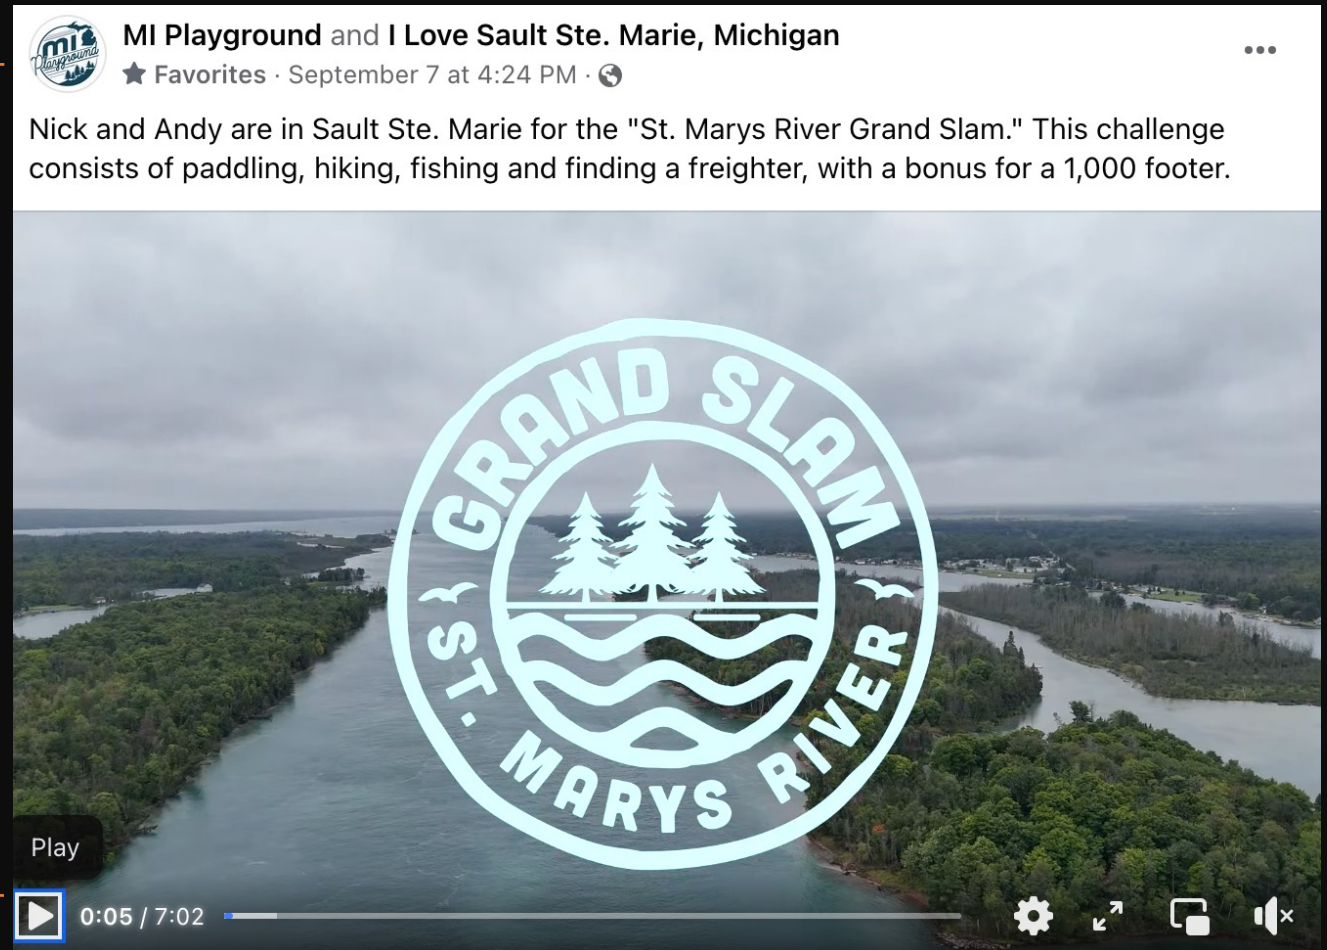 MI Playground
MI Playground and I Love Sault Ste. Marie, Michigan
Favorites · September 7 at 4:24 PM ·
Nick and Andy are in Sault Ste. Marie for the "St. Marys River Grand Slam." This challenge
consists of paddling, hiking, fishing and finding a freighter, with a bonus for a 1,000 footer.
GRAND SLAM
ST. MARYS RIVER
Play
0:05 / 7:02